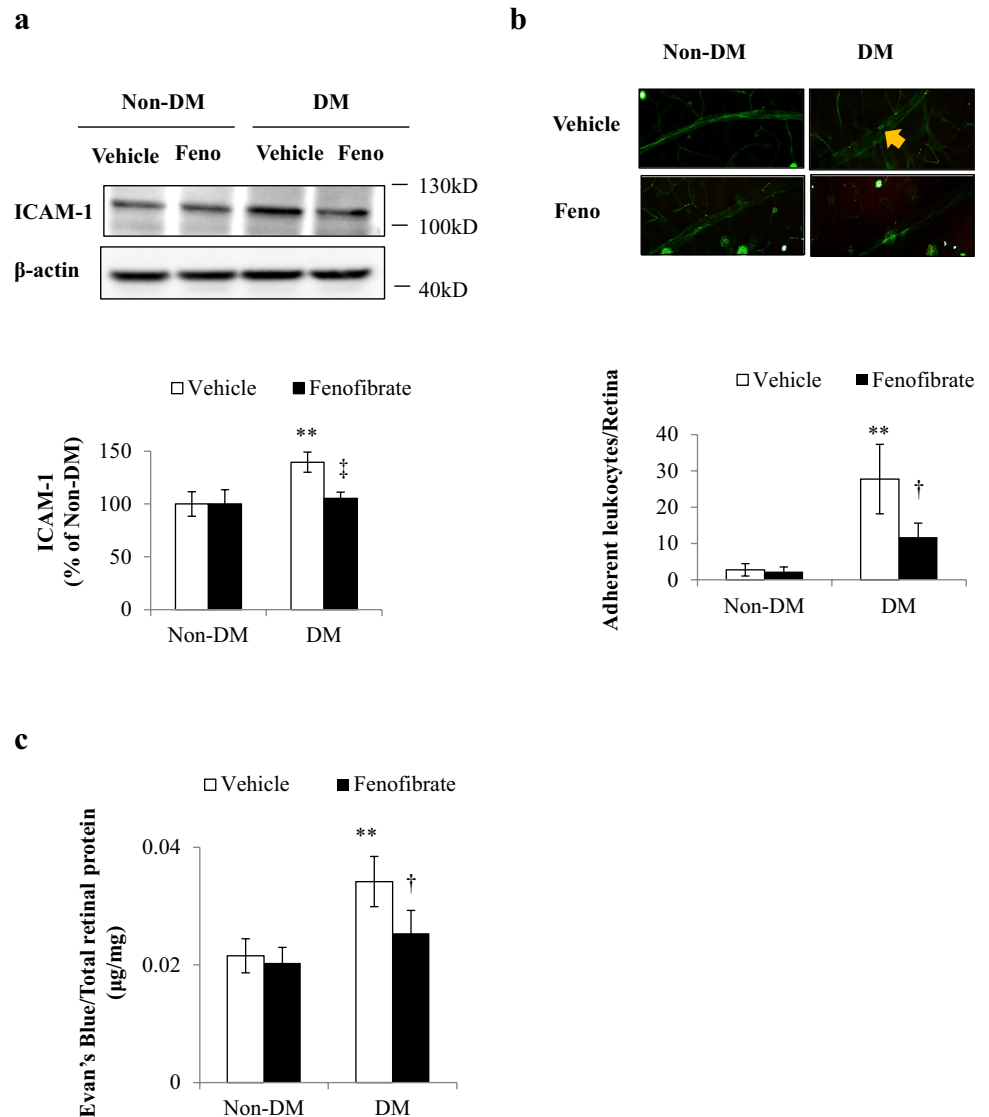 a
Non-DM DM
Vehicle Feno Vehicle Feno
130kD
ICAM-1
100kD
β-actin
40kD
Vehicle Fenofibrate
ICAM-1
(% of Non-DM)
150
100
50
0
**
‡
Non-DM DM
b
Non-DM DM
Vehicle
Feno
Vehicle Fenofibrate
Adherent leukocytes/Retina
40
30
20
10
0
**
†
Non-DM DM
c
Vehicle Fenofibrate
Evan's Blue/Total retinal protein
(μg/mg)
0.04
0.02
0
**
†
Non-DM DM